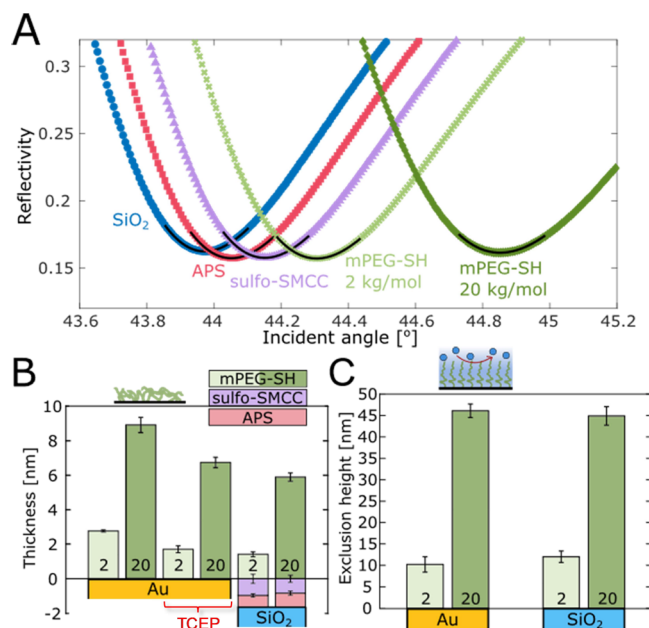 A
Reflectivity
0.3
0.25
0.2
0.15
SiO₂
APS
sulfo-SMCC
mPEG-SH
2 kg/mol
mPEG-SH
20 kg/mol
43.6 43.8 44 44.2 44.4 44.6 44.8 45 45.2
Incident angle [°]
B
mPEG-SH
sulfo-SMCC
APS
Thickness [nm]
10
8
6
4
2
0
-2
2 20 2 20 2 20
Au
TCEP
SiO₂
C
Exclusion height [nm]
50
45
40
35
30
25
20
15
10
5
0
2 20 2 20
Au
SiO₂